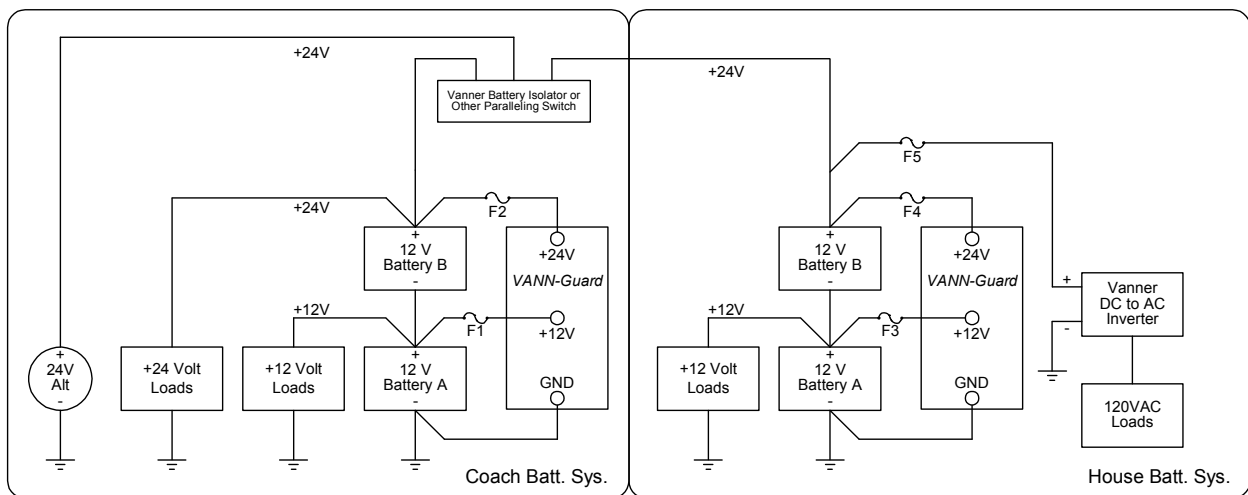 +24V
+24V
Vanner Battery Isolator or
Other Paralleling Switch
F5
+24V
F2
F4
+
12 V
Battery B
-
+24V
VANN-Guard
+
12 V
Battery B
-
+24V
VANN-Guard
+12V
F1
+12V
+12V
F3
+12V
+
-
Vanner
DC to AC
Inverter
+
24V
Alt
-
+24 Volt
Loads
+12 Volt
Loads
+
12 V
Battery A
-
GND
+12 Volt
Loads
+
12 V
Battery A
-
GND
120VAC
Loads
Coach Batt. Sys.
House Batt. Sys.